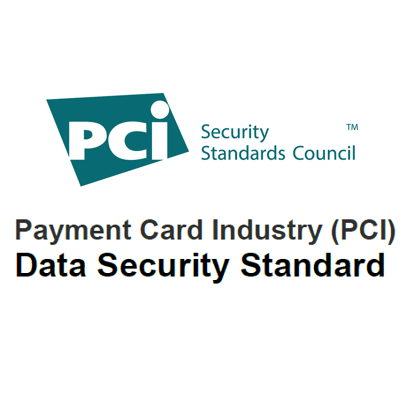 PCi
Security
Standards Council ™
Payment Card Industry (PCI)
Data Security Standard